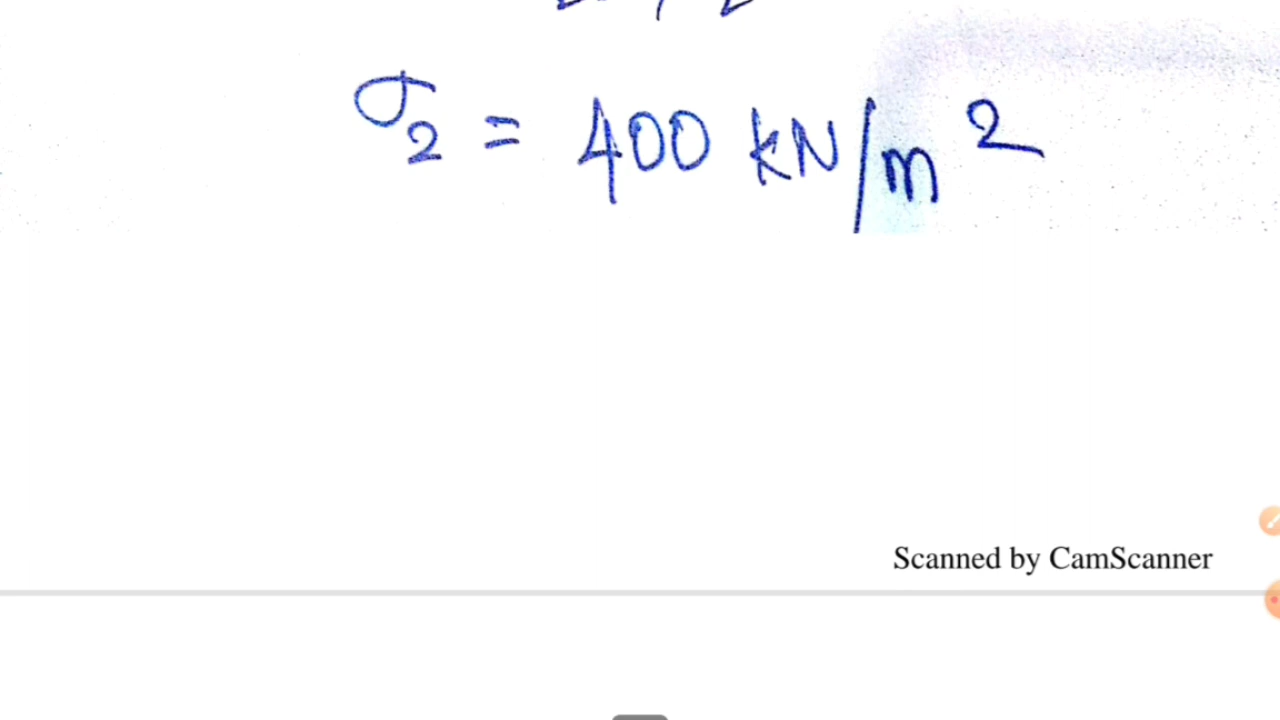 σ₂ = 400 kN/m²
Scanned by CamScanner